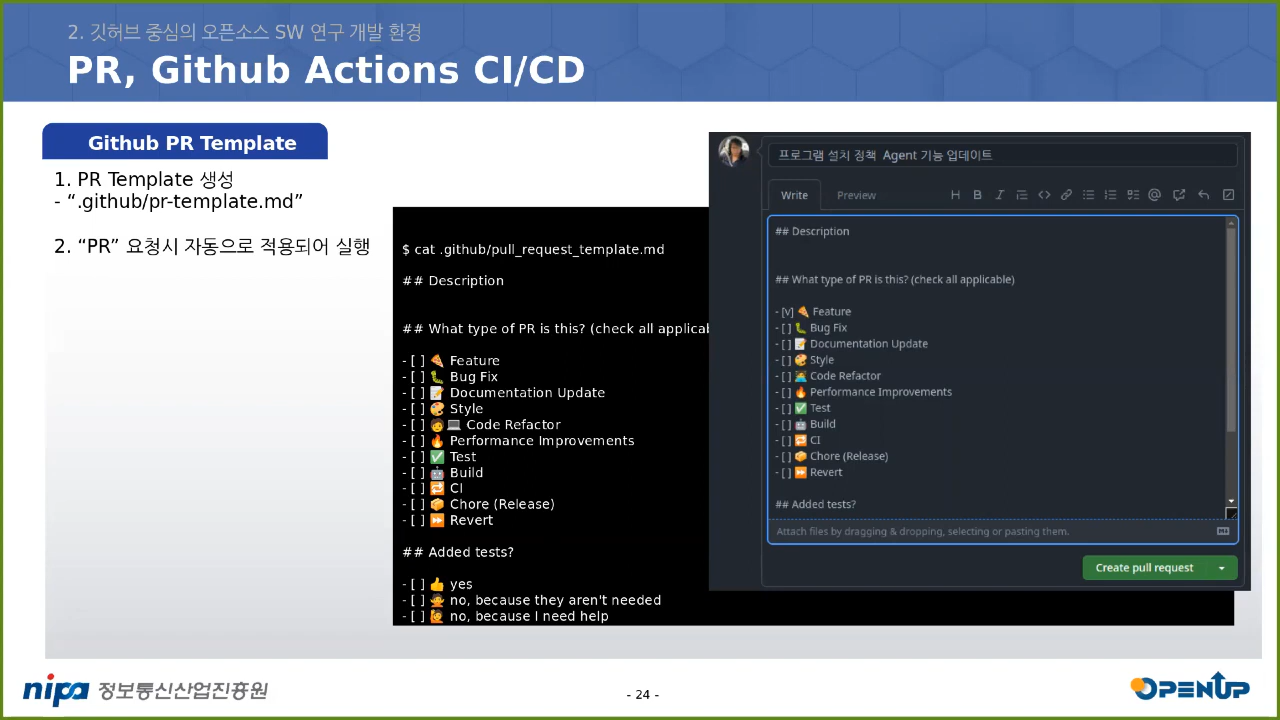 2. 깃허브 중심의 오픈소스 SW 연구 개발 환경
PR, Github Actions CI/CD
Github PR Template
1. PR Template 생성
- “.github/pr-template.md”
2. “PR” 요청시 자동으로 적용되어 실행
$ cat .github/pull_request_template.md
## Description
## What type of PR is this? (check all applicab
- [ ] 🍕 Feature
- [ ] 🐛 Bug Fix
- [ ] 📝 Documentation Update
- [ ] 🎨 Style
- [ ] 🧑💻 Code Refactor
- [ ] 🔥 Performance Improvements
- [ ] ✅ Test
- [ ] 🤖 Build
- [ ] 🔁 CI
- [ ] 📦 Chore (Release)
- [ ] ⏩ Revert
## Added tests?
- [ ] 👍 yes
- [ ] 🙅 no, because they aren't needed
- [ ] 🙋 no, because I need help
프로그램 설치 정책 Agent 기능 업데이트
Write Preview
## Description
## What type of PR is this? (check all applicable)
- [v] 🍕 Feature
- [ ] 🐛 Bug Fix
- [ ] 📝 Documentation Update
- [ ] 🎨 Style
- [ ] 🧑‍💻 Code Refactor
- [ ] 🔥 Performance Improvements
- [ ] ✅ Test
- [ ] 🤖 Build
- [ ] 🔁 CI
- [ ] 📦 Chore (Release)
- [ ] ⏩ Revert
## Added tests?
Attach files by dragging & dropping, selecting or pasting them.
Create pull request
nipa 정보통신산업진흥원
- 24 -
OPENUP